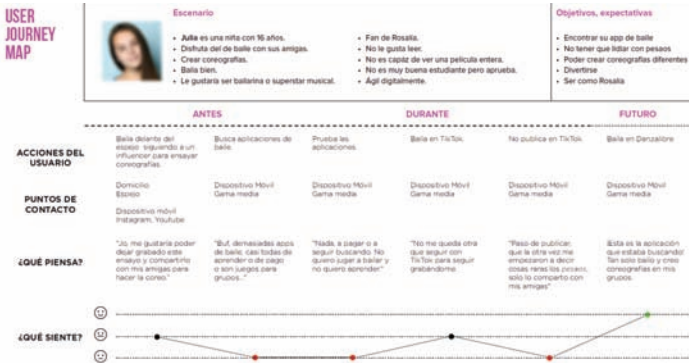 USER
JOURNEY
MAP
Escenario
• Julia es una niña con 16 años.
• Disfruta del de baile con sus amigas.
• Crear coreografías.
• Baila bien.
• Le gustaría ser bailarina o superstar musical.
• Fan de Rosalía.
• No le gusta leer.
• No es capaz de ver una película entera.
• No es muy buena estudiante pero aprueba.
• Ágil digitalmente.
Objetivos, expectativas
• Encontrar su app de baile
• No tener que lidiar con pesaos
• Poder crear coreografías diferentes
• Divertirse
• Ser como Rosalía
ANTES
DURANTE
FUTURO
ACCIONES DEL
USUARIO
Baila delante del
espejo siguiendo a un
influencer para ensayar
coreografías.
Busca aplicaciones de
baile.
Prueba las
aplicaciones.
Baila en TikTok
No publica en TikTok
Baila en Danzalibre
PUNTOS DE
CONTACTO
Domicilio
Espejo
Dispositivo móvil
Instagram, Youtube
Dispositivo Móvil
Gama media
Dispositivo Móvil
Gama media
Dispositivo Móvil
Gama media
Dispositivo Móvil
Gama media
Dispositivo Móvil
Gama media
¿QUÉ PIENSA?
"Jo, me gustaría poder
dejar grabado este
ensayo y compartirlo
con mis amigas para
hacer la coreo."
"Buf, demasiadas apps
de baile, casi todas de
aprender o de pago
o son juegos para
grupos..."
"Nada, a pagar o a
seguir buscando. No
quiero jugar a bailar y
no quiero aprender."
"No me queda otra
que seguir con
TikTok para seguir
grabándome.
"Paso de publicar,
que la otra vez me
empezaron a decir
cosas raras los pesaos,
solo lo comparto con
mis amigas"
¡Esta es la aplicación
que estaba buscando!
Tan solo bailo y creo
coreografías en mis
grupos.
¿QUÉ SIENTE?